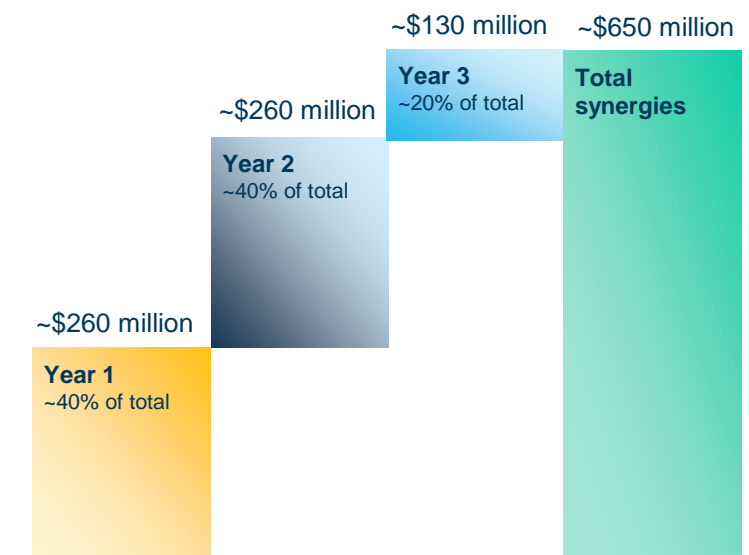 ~$130 million
~$650 million
Year 3
~20% of total
Total
synergies
~$260 million
Year 2
~40% of total
~$260 million
Year 1
~40% of total